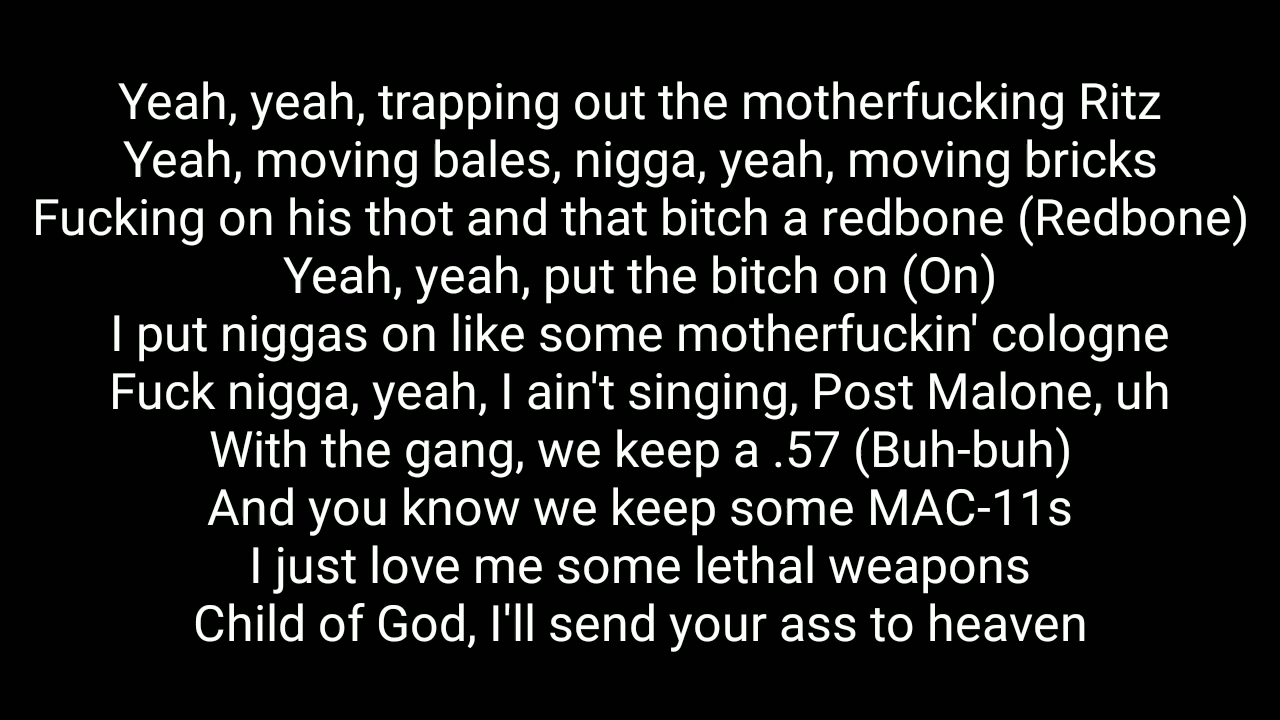 Yeah, yeah, trapping out the motherfucking Ritz
Yeah, moving bales, nigga, yeah, moving bricks
Fucking on his thot and that bitch a redbone (Redbone)
Yeah, yeah, put the bitch on (On)
I put niggas on like some motherfuckin' cologne
Fuck nigga, yeah, I ain't singing, Post Malone, uh
With the gang, we keep a .57 (Buh-buh)
And you know we keep some MAC-11s
I just love me some lethal weapons
Child of God, I'll send your ass to heaven